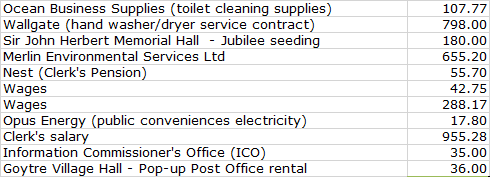 Ocean Business Supplies (toilet cleaning supplies) 107.77
Wallgate (hand washer/dryer service contract) 798.00
Sir John Herbert Memorial Hall  - Jubilee seeding 180.00
Merlin Environmental Services Ltd 655.20
Nest (Clerk's Pension) 55.70
Wages 42.75
Wages 288.17
Opus Energy (public conveniences electricity) 17.80
Clerk's salary 955.28
Information Commissioner's Office (ICO) 35.00
Goytre Village Hall - Pop-up Post Office rental 36.00